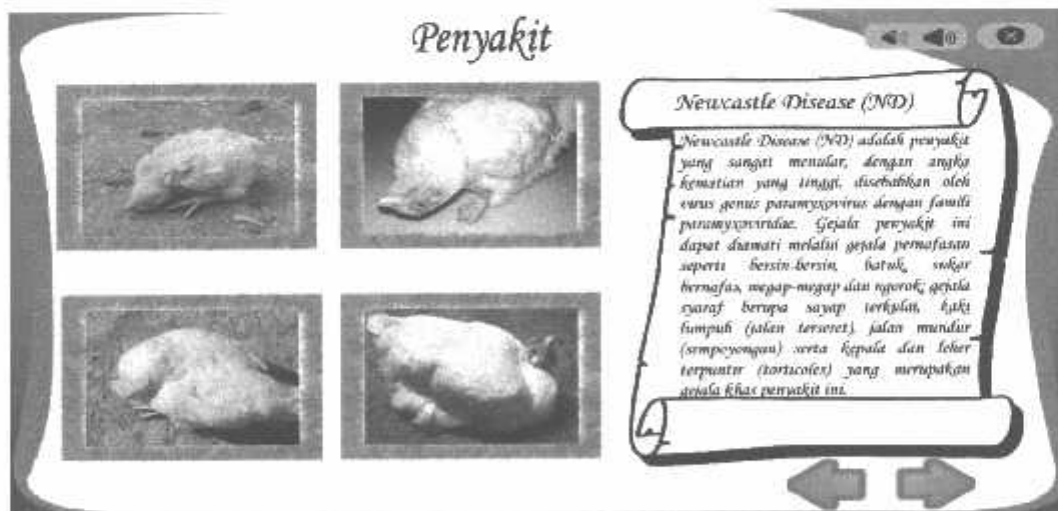 Penyakit
Newcastle Disease (ND)
Newcastle Disease (ND) adalah penyakit
yang sangat menular, dengan angka
kematian yang tinggi, disebabkan oleh
virus genus paramyxovirus dengan famili
paramyxoviridae. Gejala penyakit ini
dapat diamati melalui gejala pernafasan
seperti bersin-bersin, batuk, sukar
bernafas, megap-megap dan ngorok; gejala
syaraf berupa sayap terkulai, kaki
lumpuh (jalan terseret), jalan mundur
(sempoyongan) serta kepala dan leher
terpuntir (torticolex) yang merupakan
gejala khas penyakit ini.